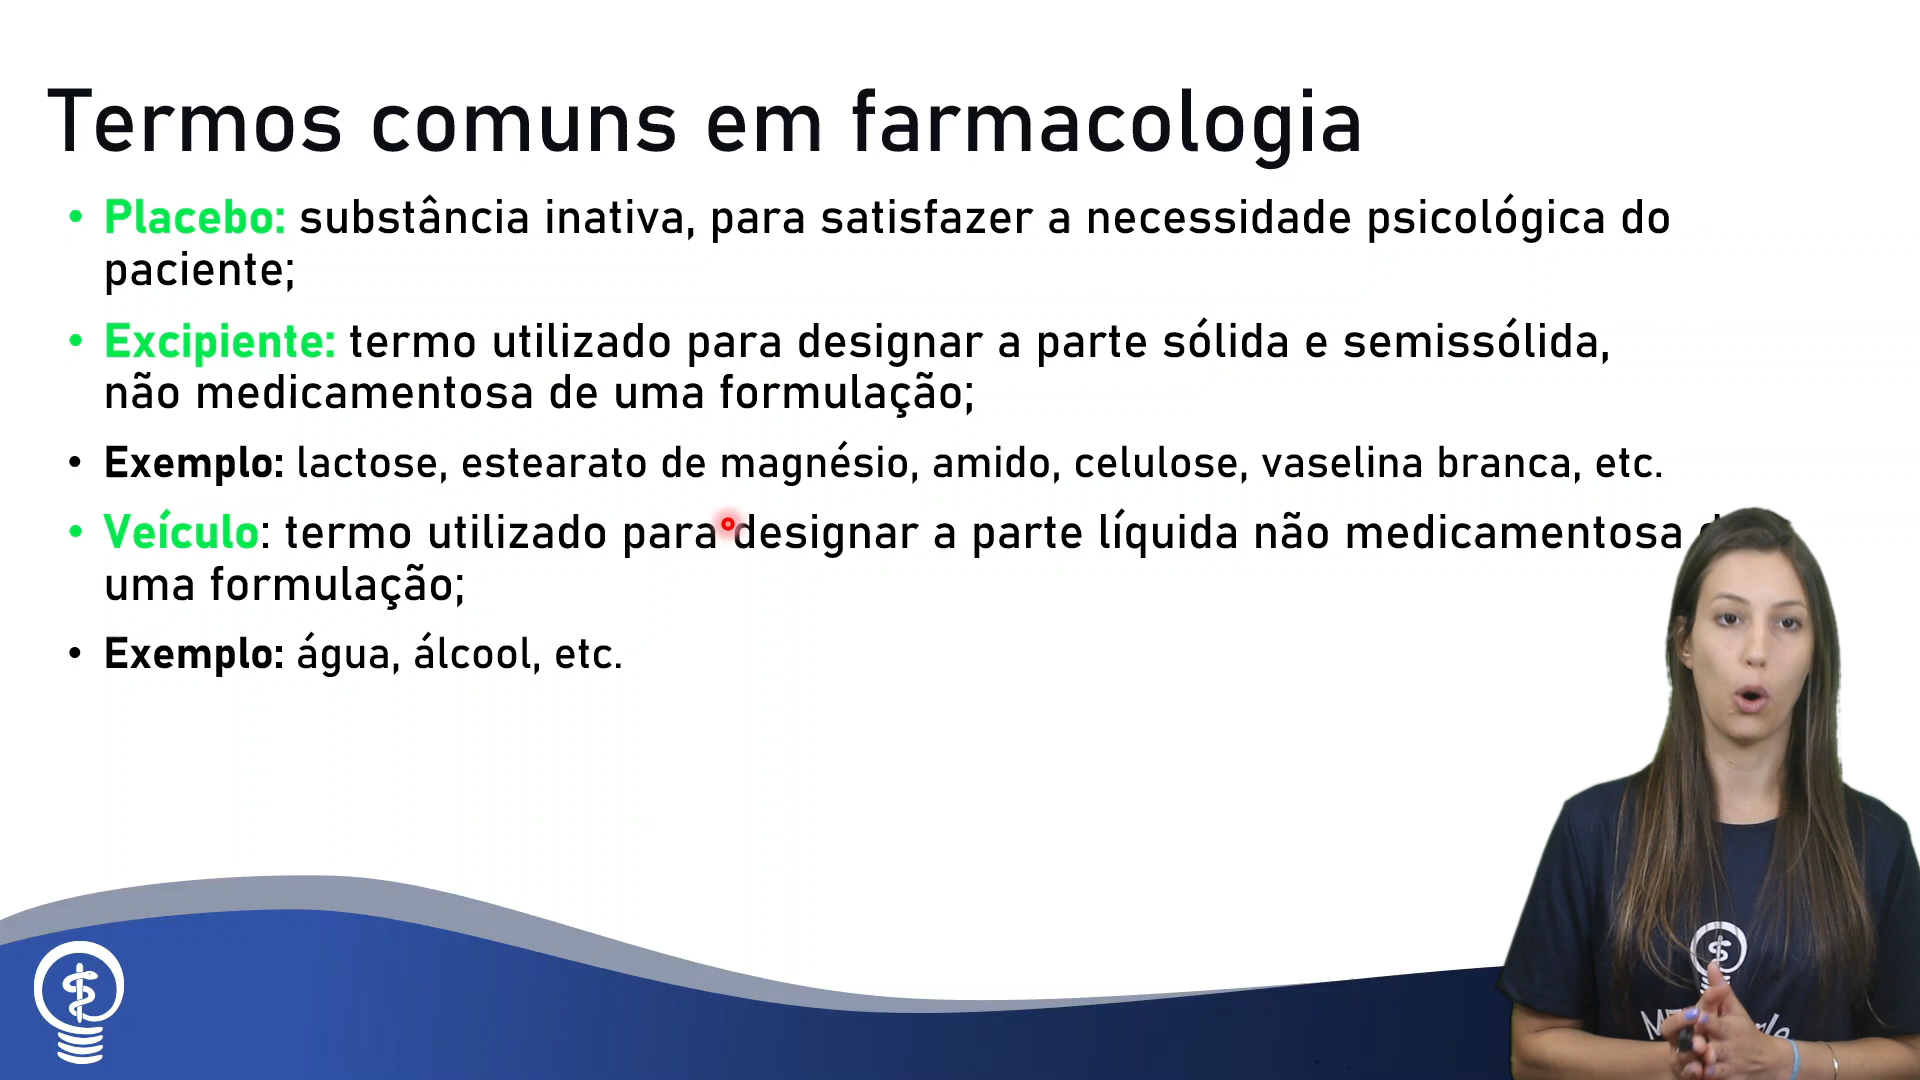 Termos comuns em farmacologia
• Placebo: substância inativa, para satisfazer a necessidade psicológica do
paciente;
• Excipiente: termo utilizado para designar a parte sólida e semissólida,
não medicamentosa de uma formulação;
• Exemplo: lactose, estearato de magnésio, amido, celulose, vaselina branca, etc.
• Veículo: termo utilizado para designar a parte líquida não medicamentosa
uma formulação;
• Exemplo: água, álcool, etc.